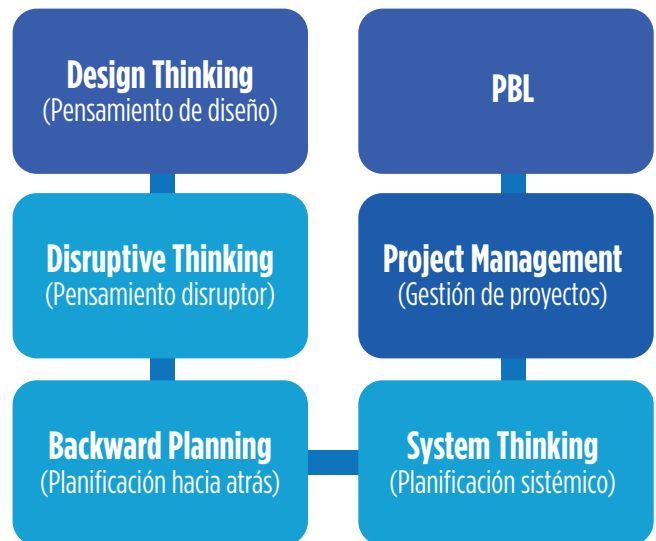 Design Thinking
(Pensamiento de diseño)
PBL
Disruptive Thinking
(Pensamiento disruptor)
Project Management
(Gestión de proyectos)
Backward Planning
(Planificación hacia atrás)
System Thinking
(Planificación sistémico)